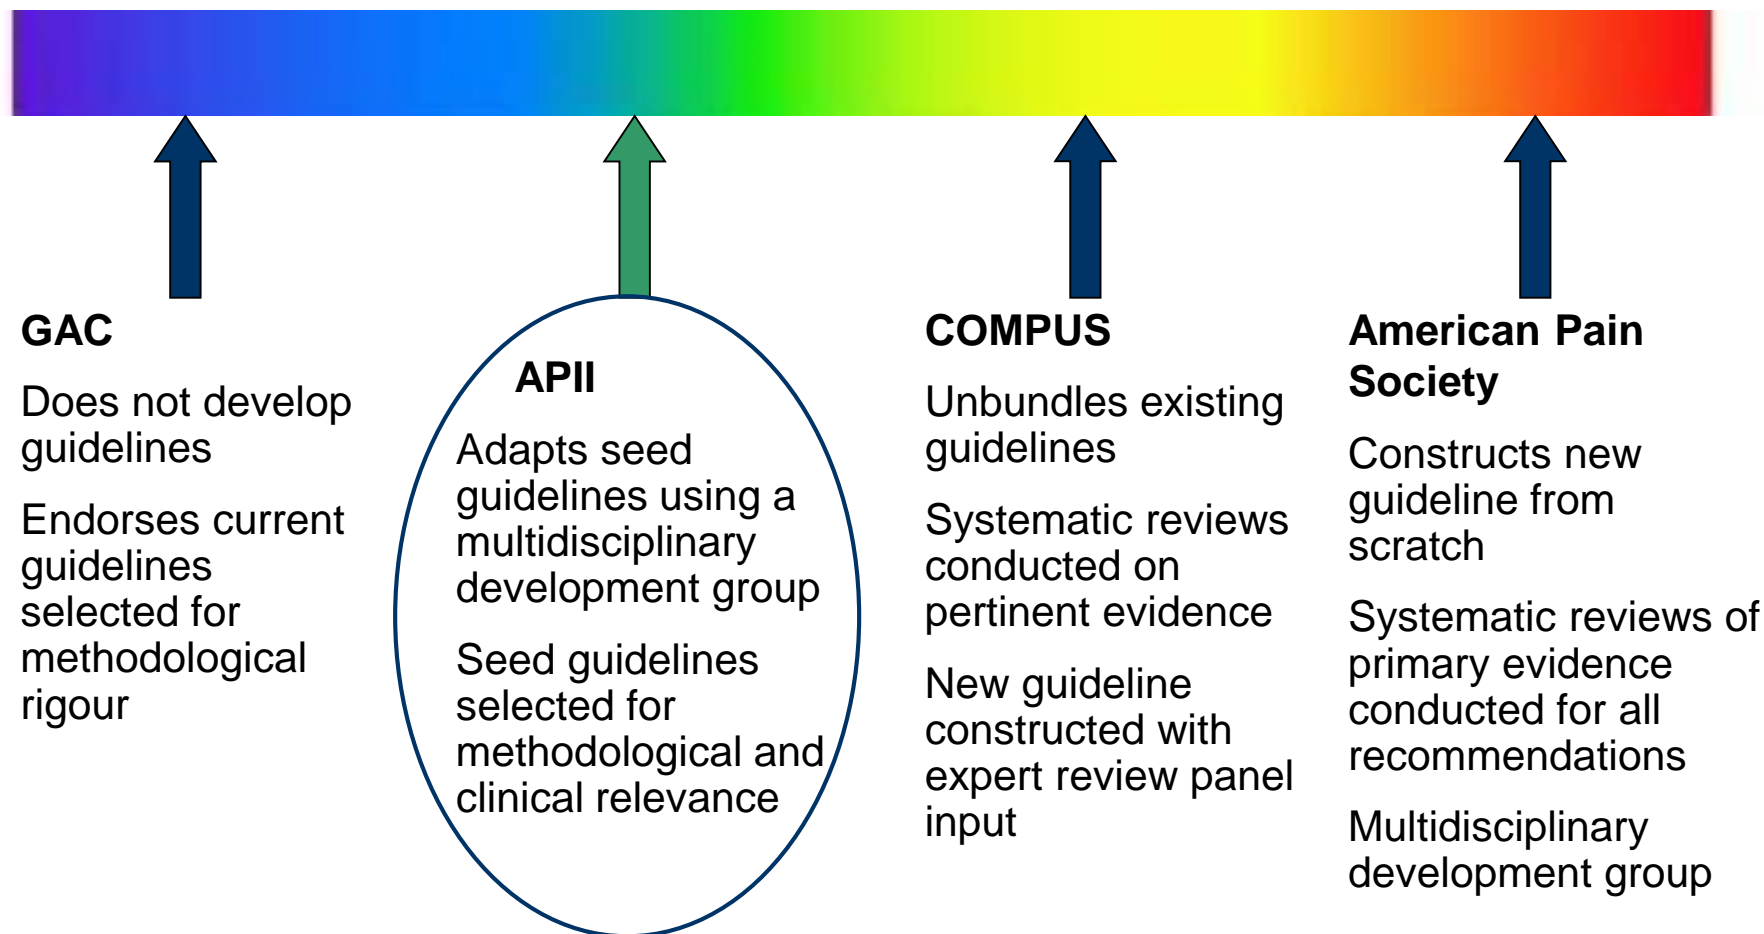 GAC
Does not develop
guidelines
Endorses current
guidelines
selected for
methodological
rigour
APII
Adapts seed
guidelines using a
multidisciplinary
development group
Seed guidelines
selected for
methodological and
clinical relevance
COMPUS
Unbundles existing
guidelines
Systematic reviews
conducted on
pertinent evidence
New guideline
constructed with
expert review panel
input
American Pain
Society
Constructs new
guideline from
scratch
Systematic reviews of
primary evidence
conducted for all
recommendations
Multidisciplinary
development group